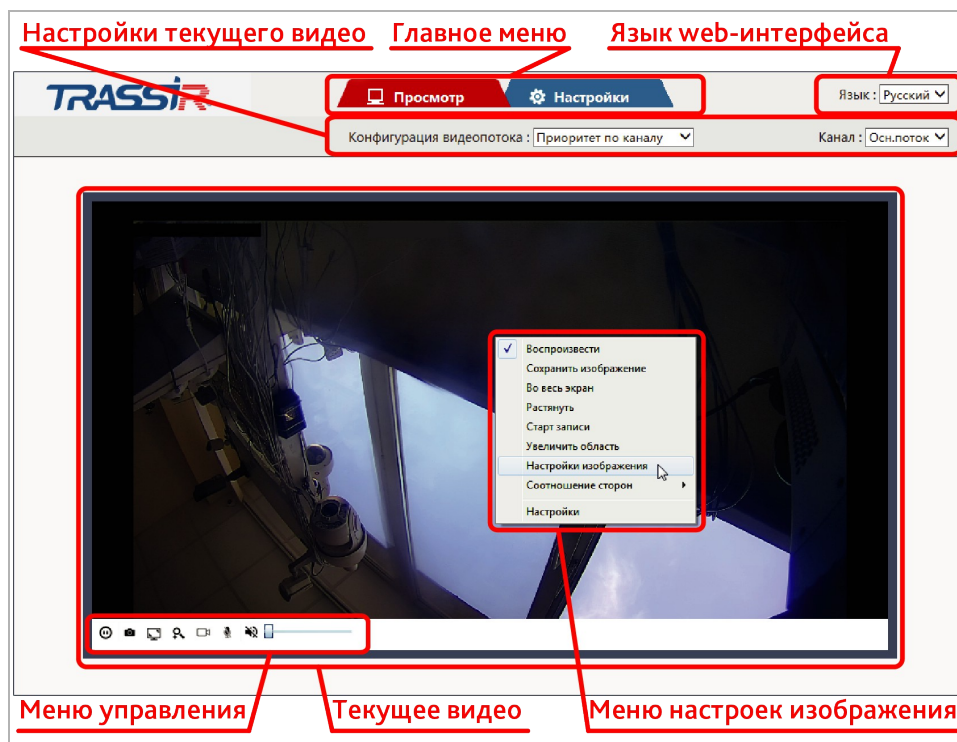 Настройки текущего видео Главное меню Язык web-интерфейса
TRASSIR Просмотр Настройки Язык : Русский
Конфигурация видеопотока : Приоритет по каналу Канал : Осн.поток
Воспроизвести
Сохранить изображение
Во весь экран
Растянуть
Старт записи
Увеличить область
Настройки изображения
Соотношение сторон
Настройки
Меню управления Текущее видео Меню настроек изображения